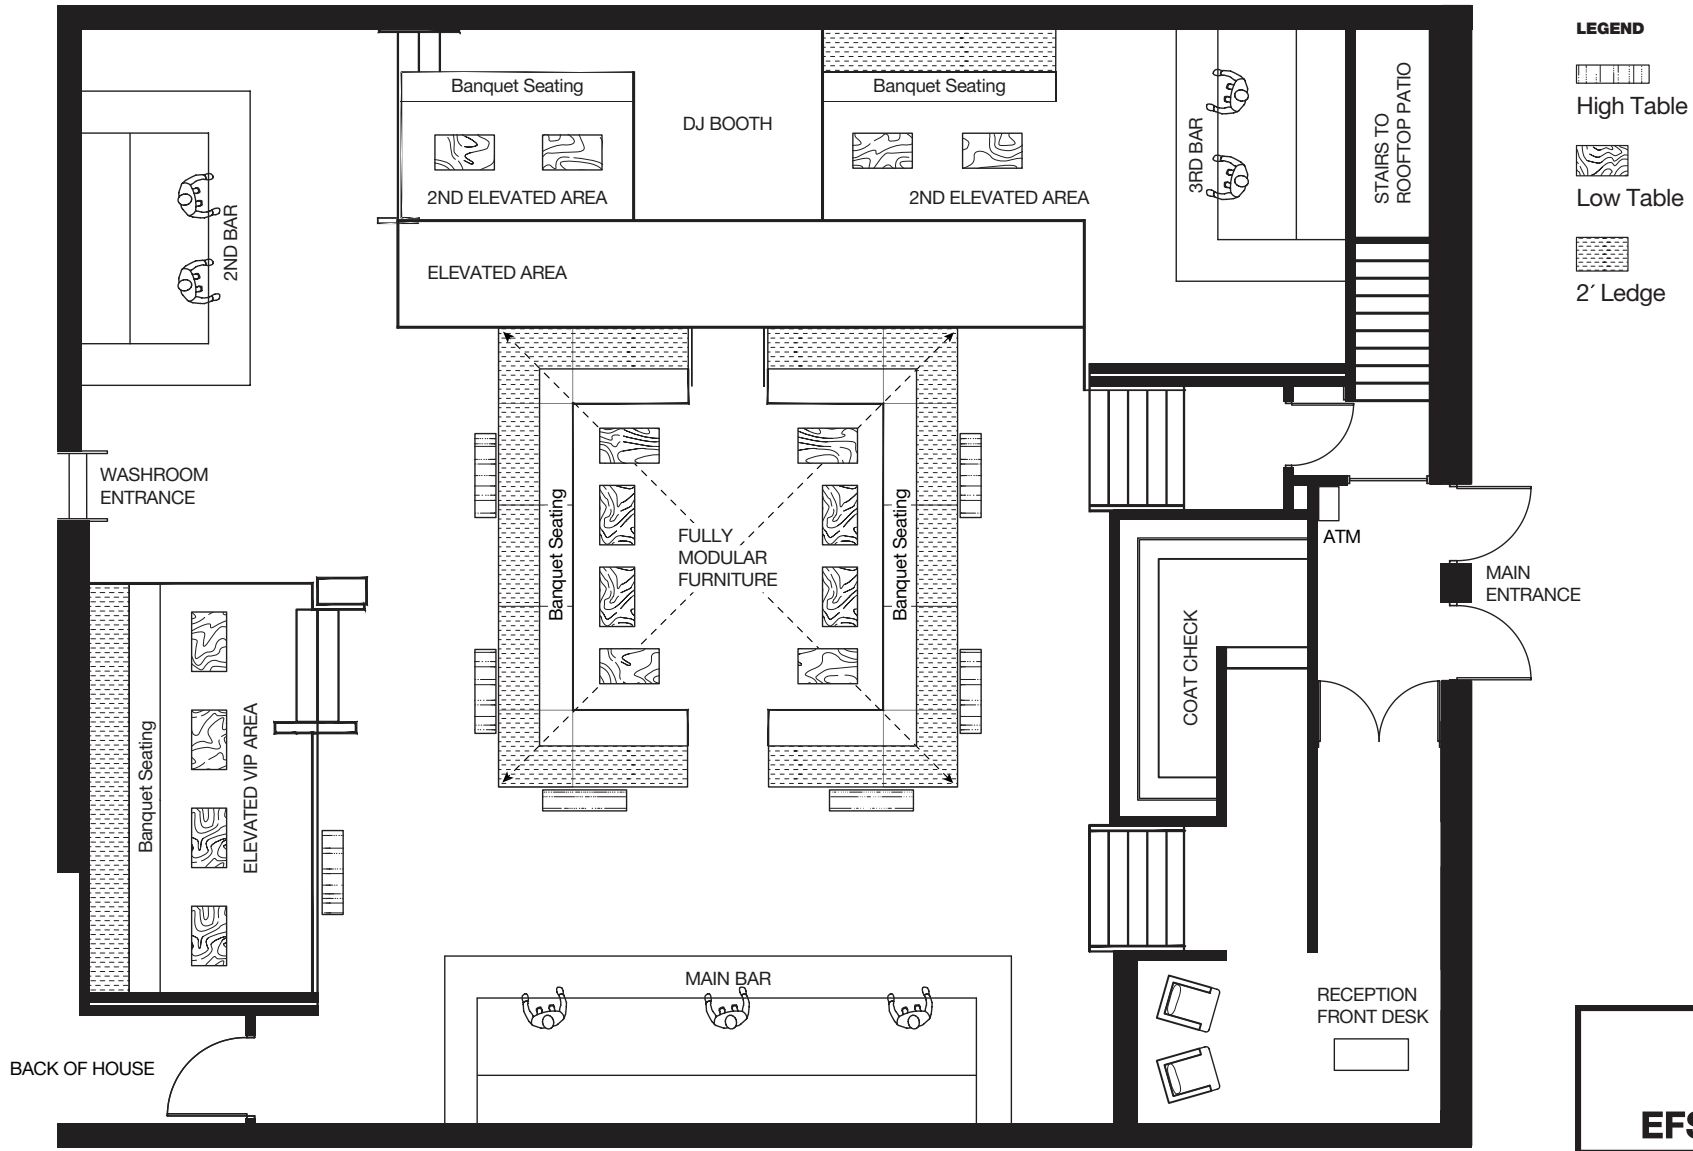 LEGEND
High Table
Low Table
2´ Ledge
Banquet Seating
DJ BOOTH
Banquet Seating
2ND ELEVATED AREA
2ND ELEVATED AREA
3RD BAR
STAIRS TO
ROOFTOP PATIO
2ND BAR
ELEVATED AREA
WASHROOM
ENTRANCE
Banquet Seating
FULLY
MODULAR
FURNITURE
Banquet Seating
ATM
MAIN
ENTRANCE
COAT CHECK
Banquet Seating
ELEVATED VIP AREA
MAIN BAR
RECEPTION
FRONT DESK
BACK OF HOUSE
EFS